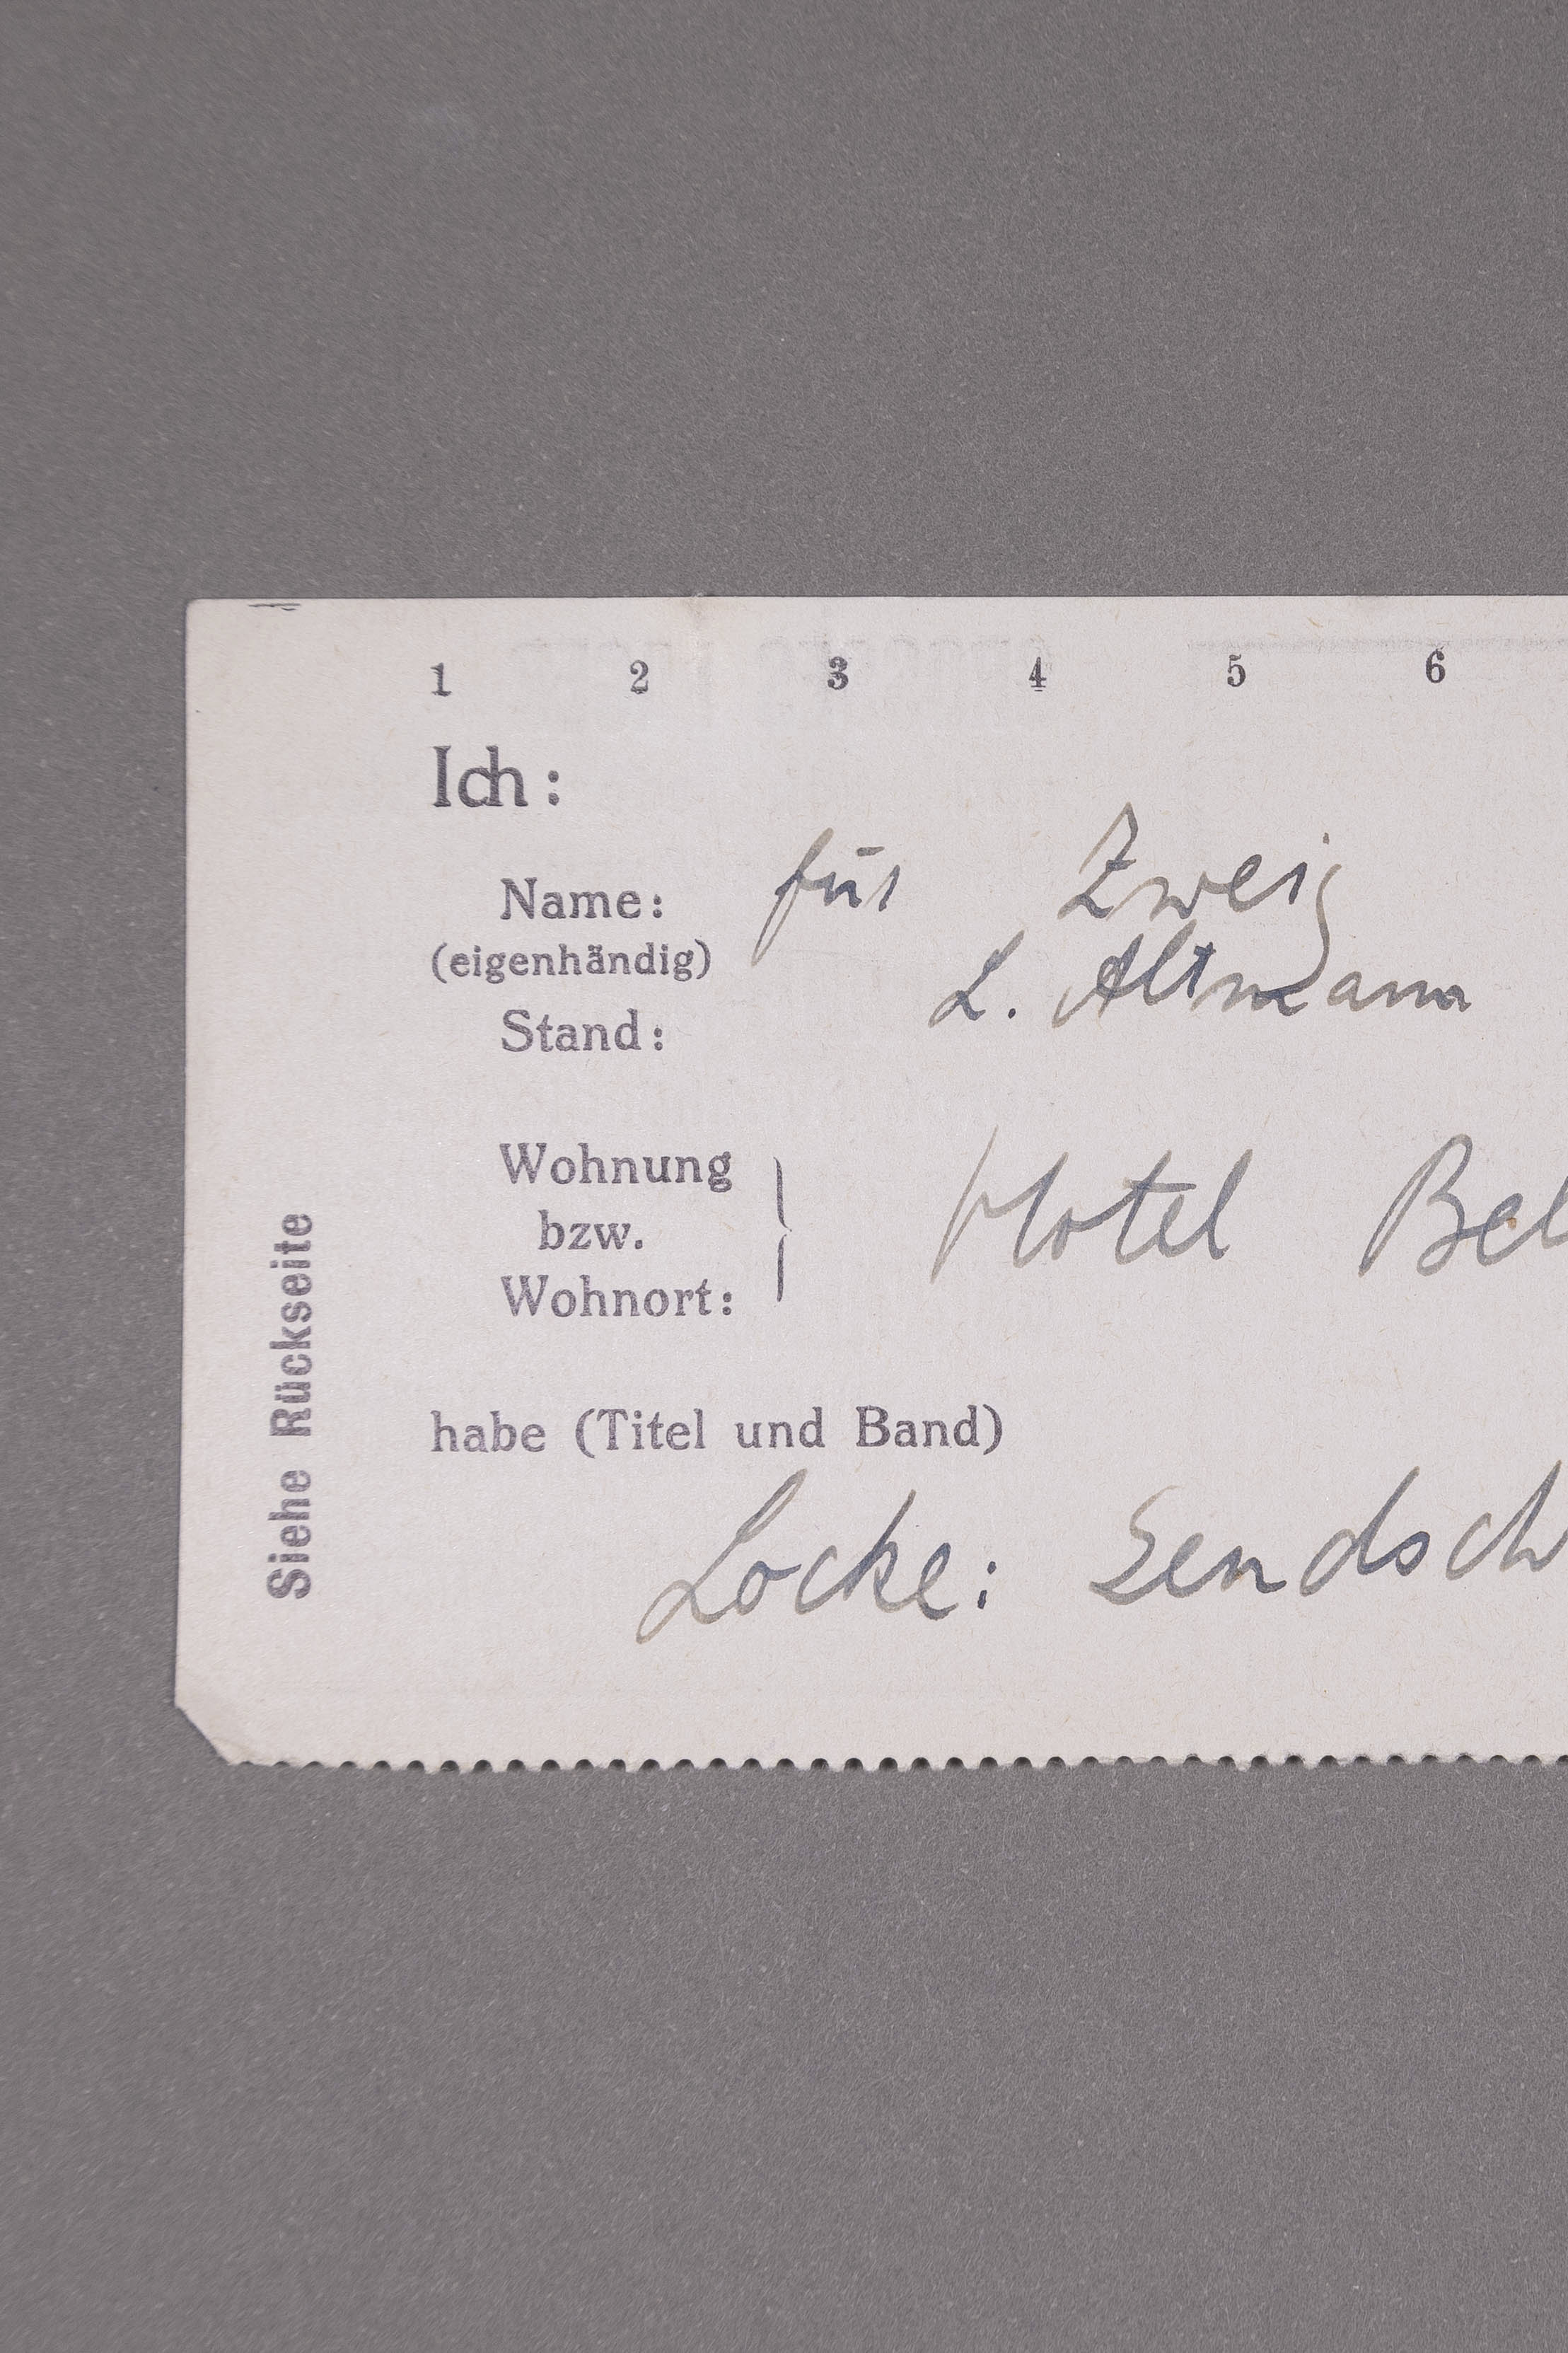 1 2 3 4 5 6
Ich:
Name: für Zweig
(eigenhändig) L. Altmann
Stand:
Wohnung
bzw. Hotel Bel
Wohnort:
habe (Titel und Band)
Locke: Sendsch
Siehe Rückseite